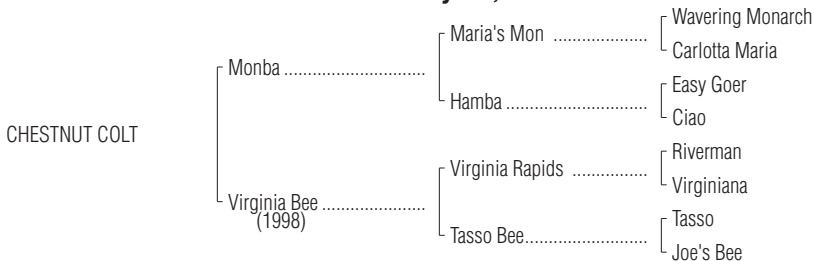 Wavering Monarch
Maria's Mon ..................
Carlotta Maria
Monba ...........................
Easy Goer
Hamba ...........................
Ciao
CHESTNUT COLT
Riverman
Virginia Rapids ...............
Virginiana
Virginia Bee ....................
(1998)
Tasso
Tasso Bee........................
Joe's Bee